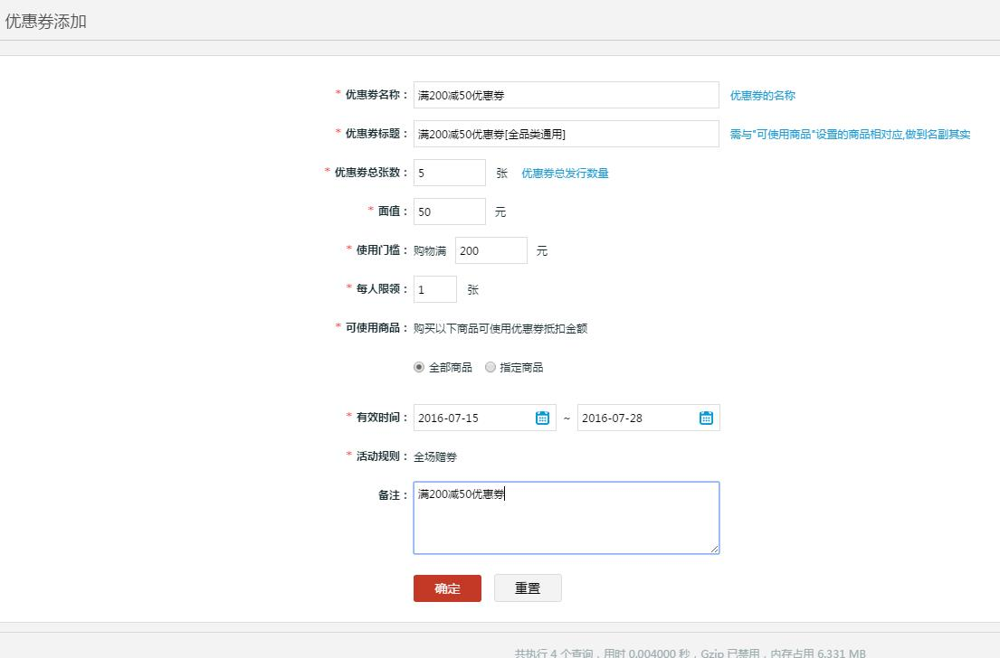 优惠券添加
* 优惠券名称： 满200减50优惠券 优惠券的名称
* 优惠券标题： 满200减50优惠券[全品类通用] 需与"可使用商品"设置的商品相对应,做到名副其实
* 优惠券总张数： 5 张 优惠券总发行数量
* 面值： 50 元
* 使用门槛： 购物满 200 元
* 每人限领： 1 张
* 可使用商品： 购买以下商品可使用优惠券抵扣金额
全部商品 指定商品
* 有效时间： 2016-07-15 ~ 2016-07-28
* 活动规则： 全场赠券
备注： 满200减50优惠券
确定 重置
共执行 4 个查询，用时 0.004000 秒，Gzip 已禁用，内存占用 6.331 MB